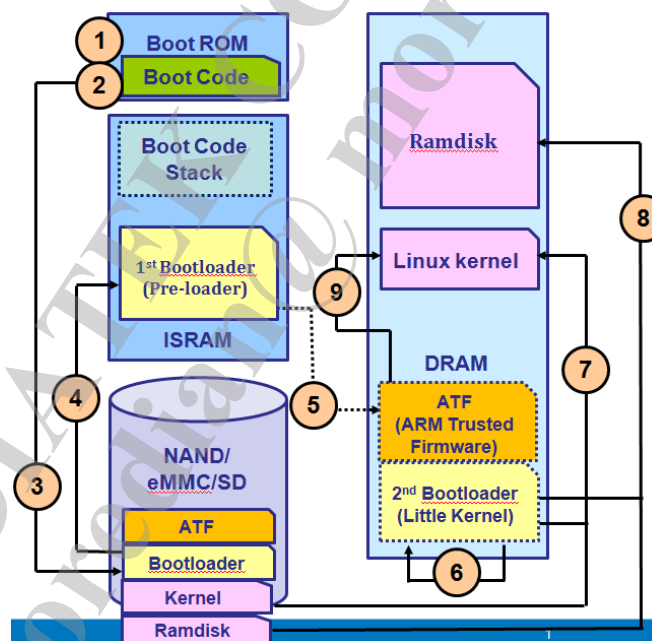 1
Boot ROM
2
Boot Code
Boot Code
Stack
1st Bootloader
(Pre-loader)
ISRAM
Ramdisk
8
Linux kernel
9
7
DRAM
4
5
ATF
(ARM Trusted
Firmware)
3
NAND/
eMMC/SD
2nd Bootloader
(Little Kernel)
ATF
Bootloader
6
Kernel
Ramdisk